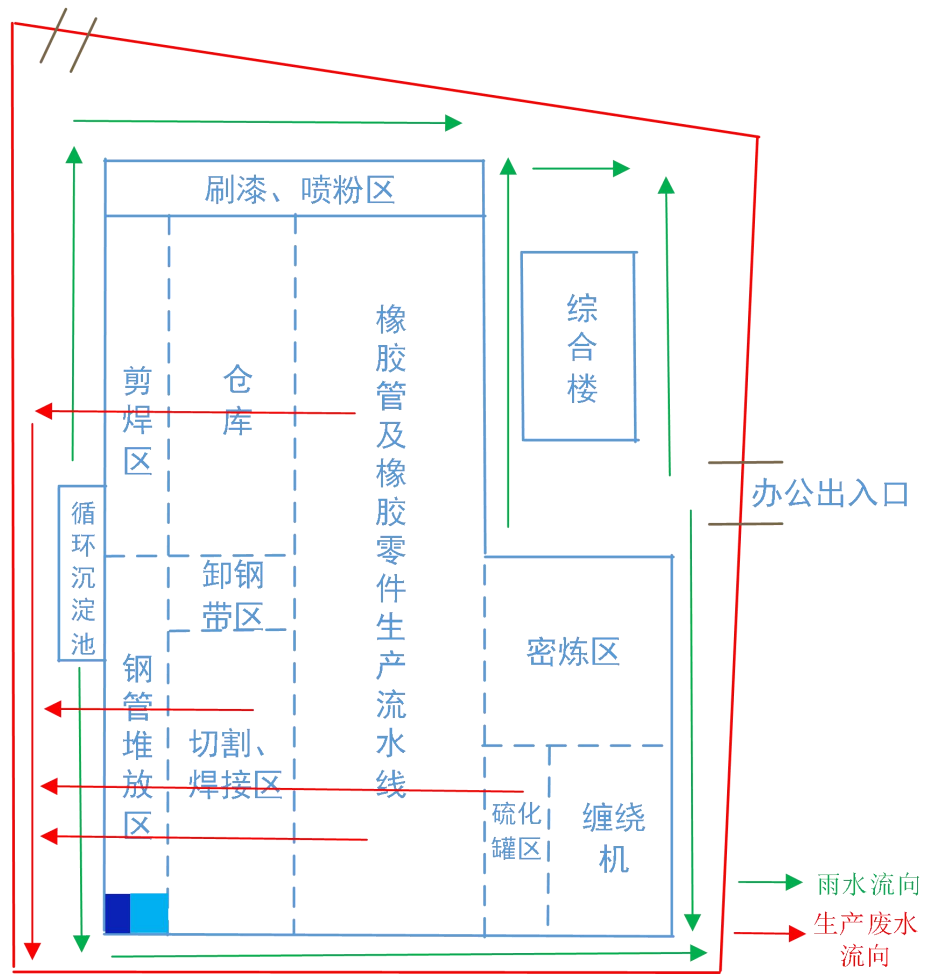 刷漆、喷粉区
综合楼
橡胶管及橡胶零件生产流水线
剪焊区
仓库
办公出入口
循环沉淀池
卸钢
带区
密炼区
钢管堆放区
切割、
焊接区
硫化
罐区
缠绕
机
雨水流向
生产废水
流向